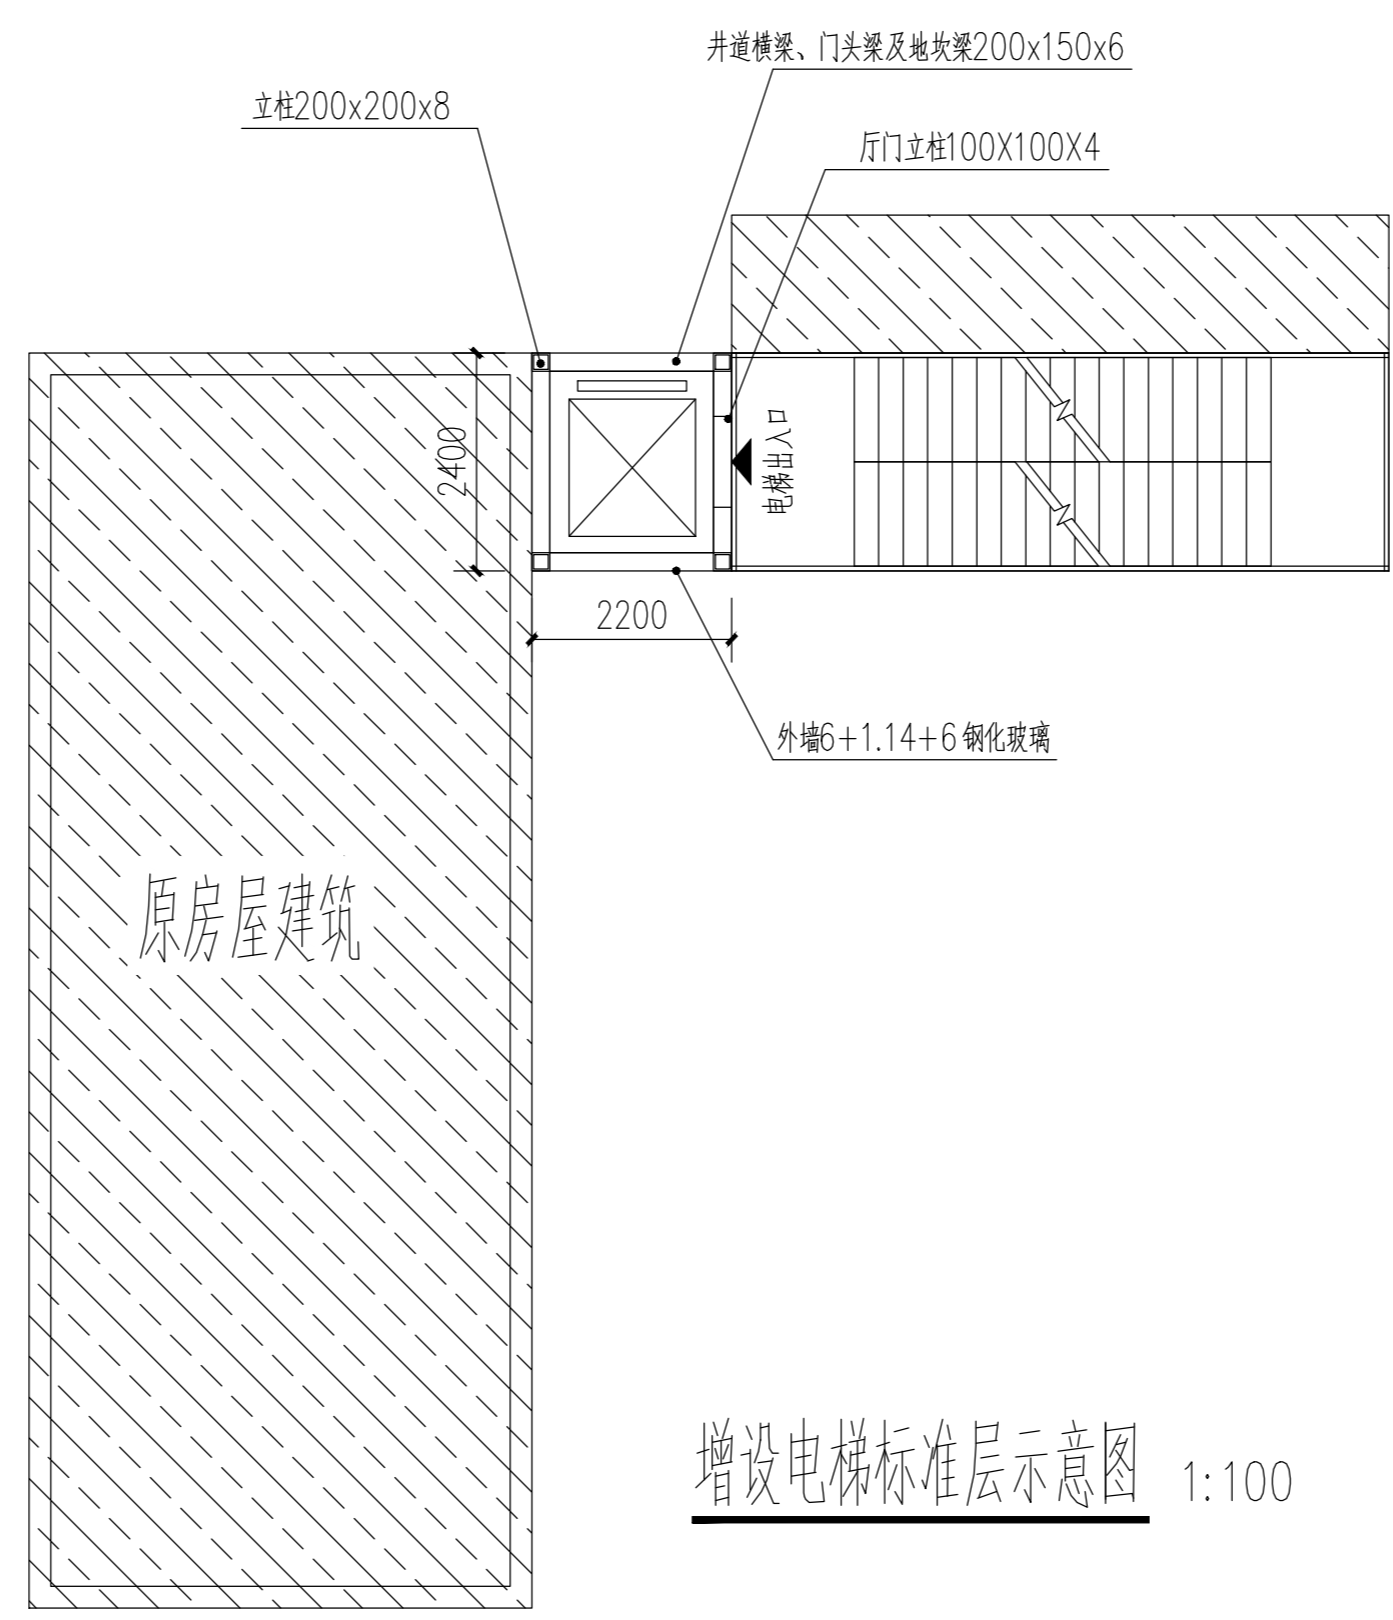 井道横梁、门头梁及地坎梁200x150x6
立柱200x200x8
厅门立柱100X100X4
2400
电梯出入口
2200
外墙6+1.14+6钢化玻璃
原房屋建筑
增设电梯标准层示意图 1:100